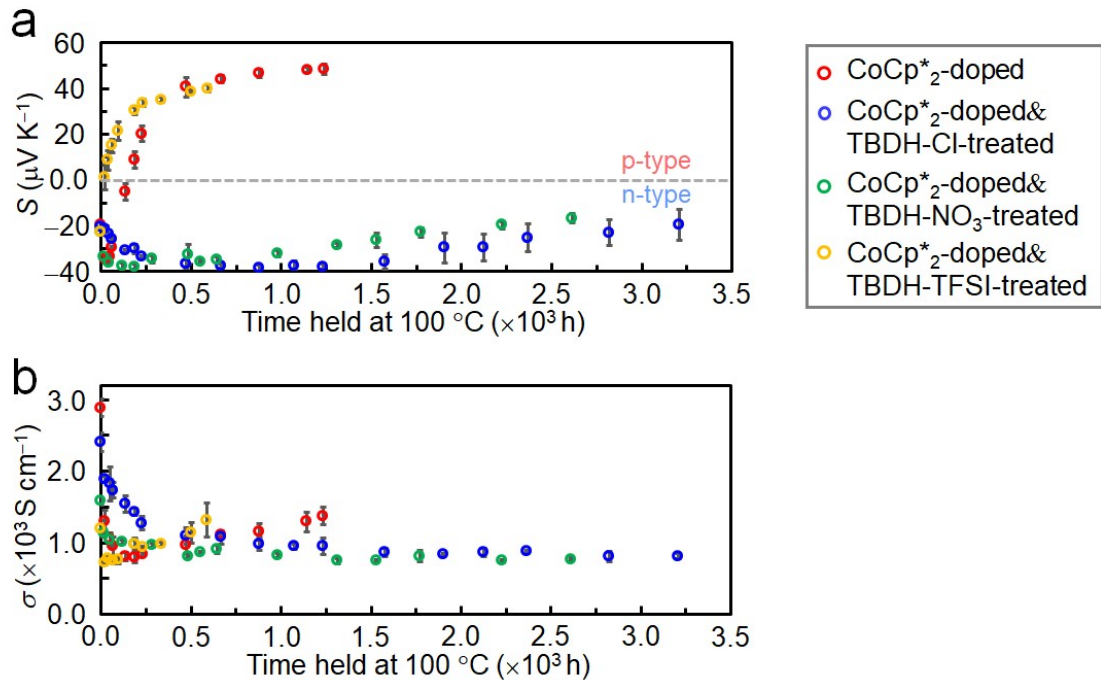 a
60
40
20
0.0
−20
−40
S (μV K⁻¹)
p-type
n-type
0.0 0.5 1.0 1.5 2.0 2.5 3.0 3.5
Time held at 100 °C (×10³ h)
CoCp*₂-doped
CoCp*₂-doped&
TBDH-Cl-treated
CoCp*₂-doped&
TBDH-NO₃-treated
CoCp*₂-doped&
TBDH-TFSI-treated
b
3.0
2.0
1.0
0.0
σ (×10³ S cm⁻¹)
0.0 0.5 1.0 1.5 2.0 2.5 3.0 3.5
Time held at 100 °C (×10³ h)